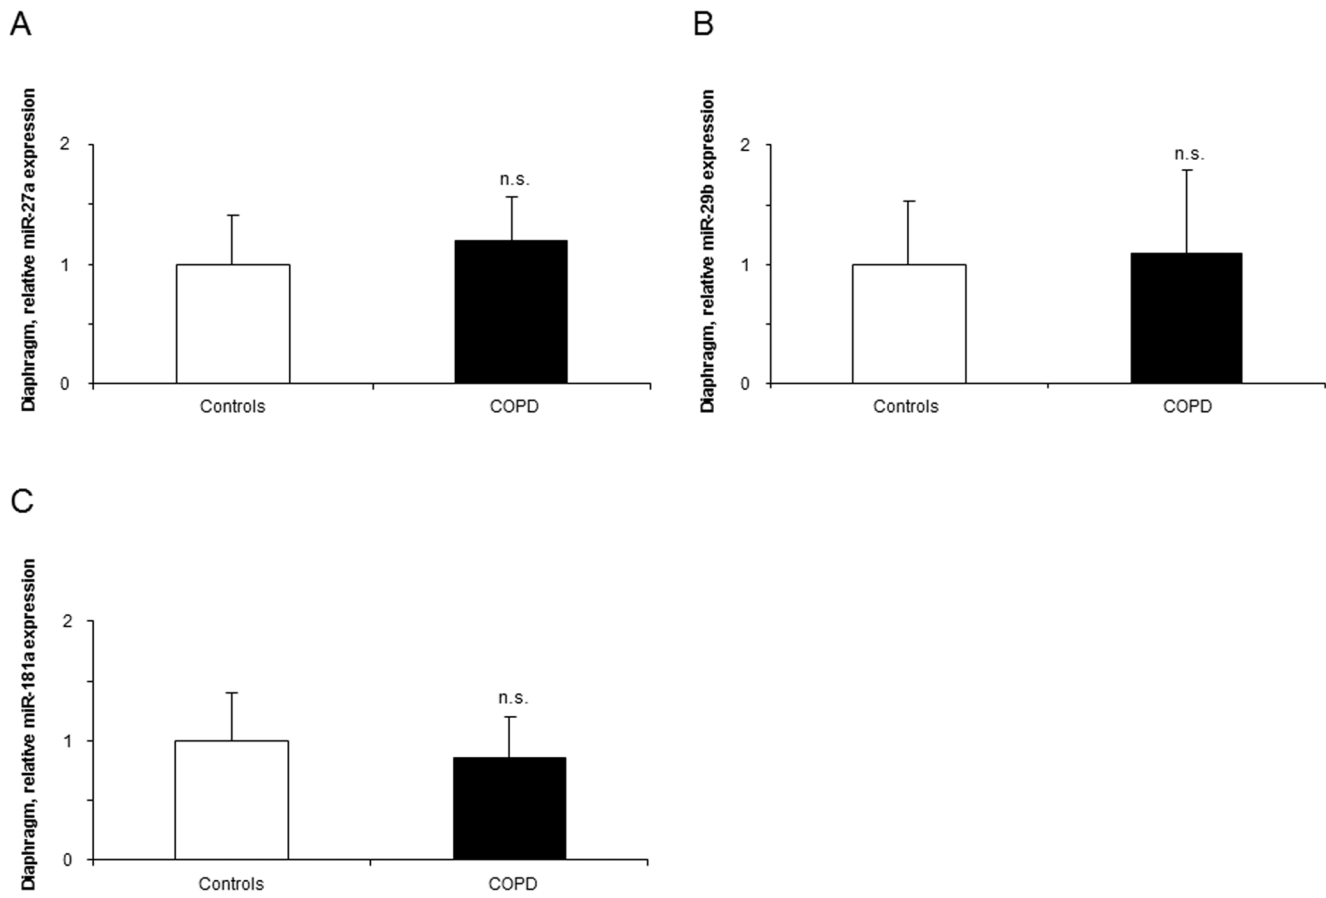 A
Diaphragm, relative miR-27a expression
2
1
0
n.s.
Controls
COPD
B
Diaphragm, relative miR-29b expression
2
1
0
n.s.
Controls
COPD
C
Diaphragm, relative miR-181a expression
2
1
0
n.s.
Controls
COPD